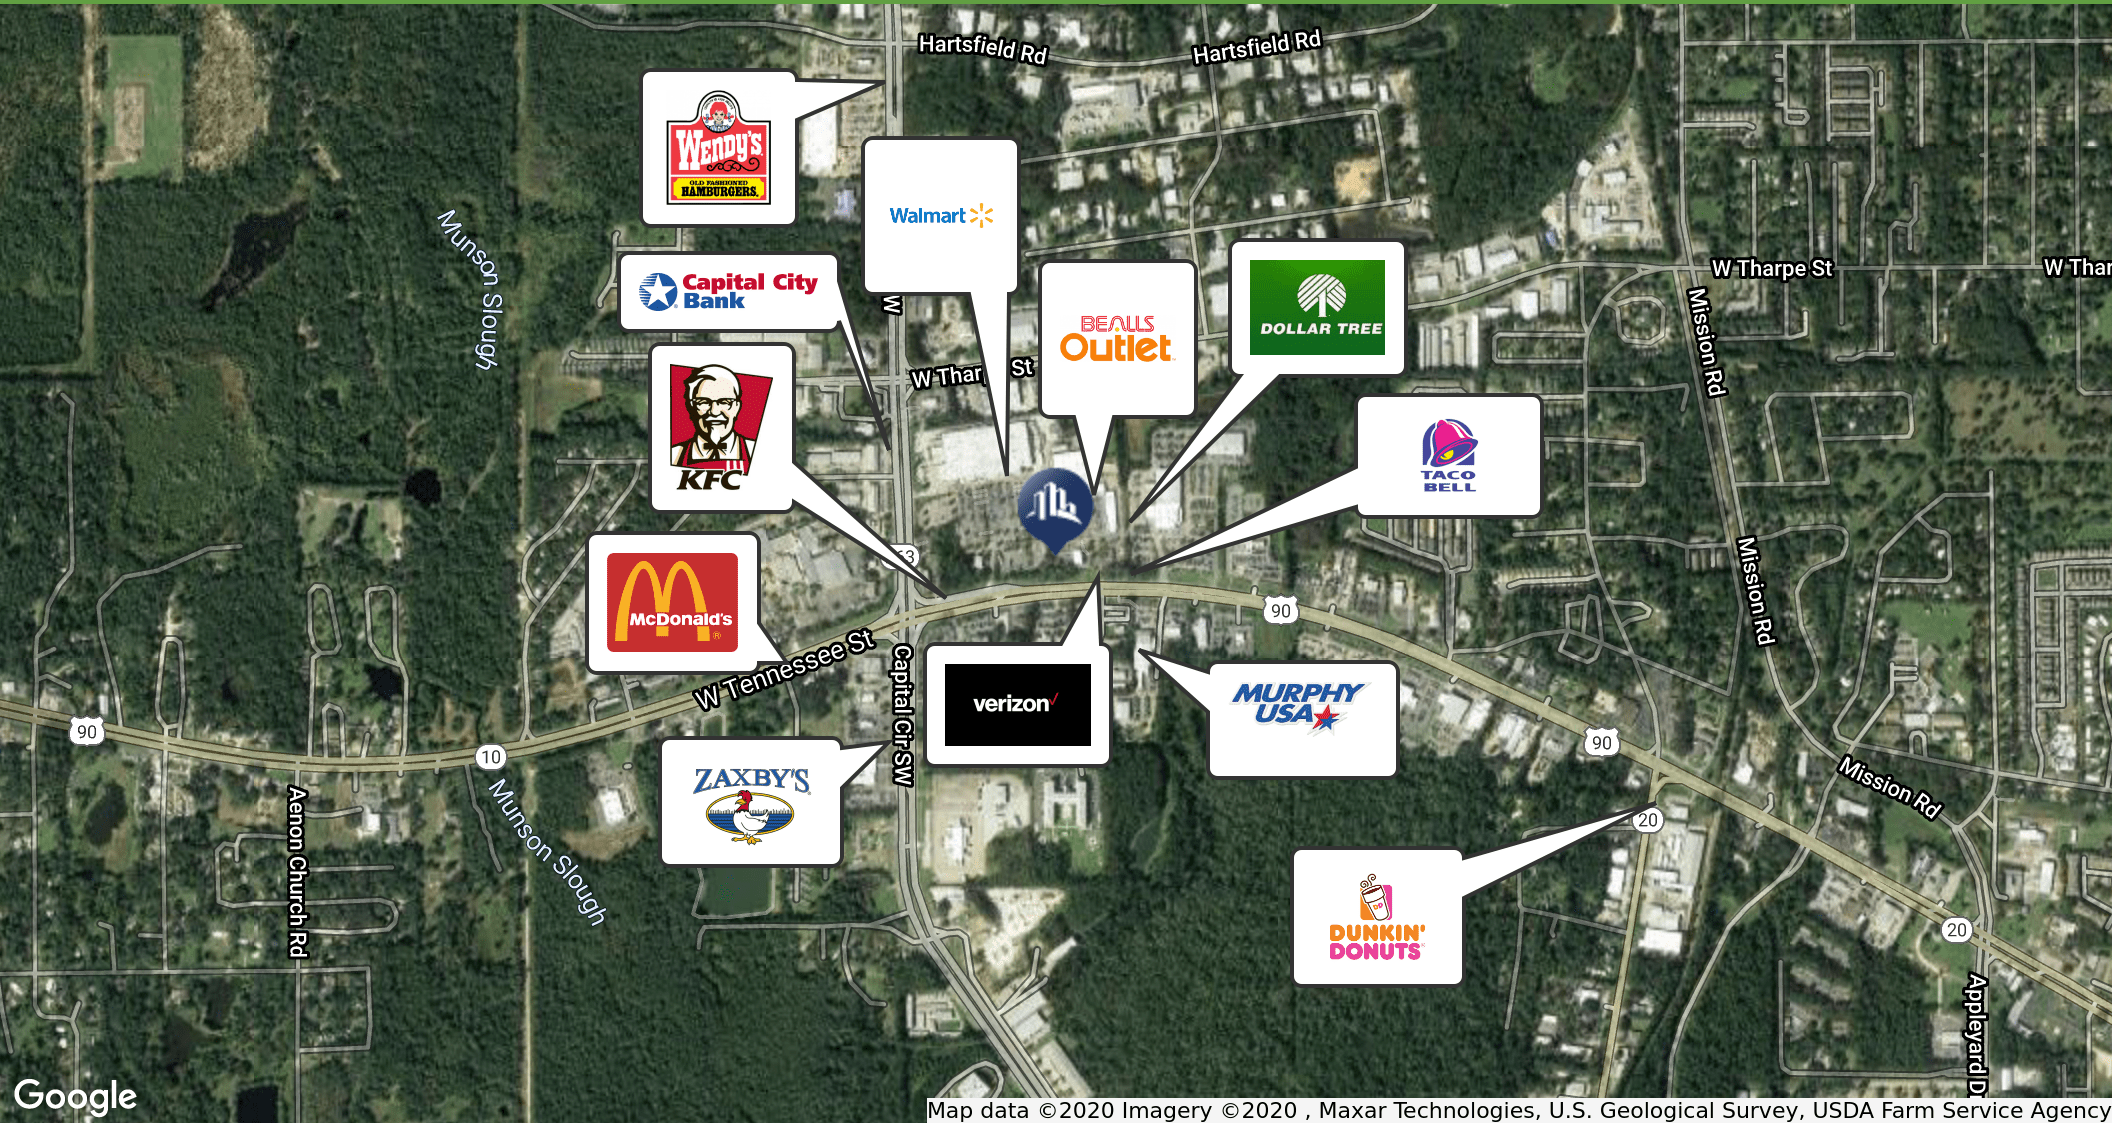 Hartsfield Rd
Hartsfield Rd
WENDY'S
OLD FASHIONED
HAMBURGERS.
Walmart
Munson Slough
Capital City
Bank
W
BEALLS
Outlet
DOLLAR TREE
W Tharpe St
W Thar
Mission Rd
W Thar St
KFC
TACO
BELL
63
McDonald's
90
Mission Rd
W Tennessee St
Capital Cir SW
verizon
MURPHY
USA
90
10
90
ZAXBY'S
Munson Slough
Mission Rd
Aenon Church Rd
20
DUNKIN'
DONUTS
20
Appleyard D
Google
Map data ©2020 Imagery ©2020 , Maxar Technologies, U.S. Geological Survey, USDA Farm Service Agency